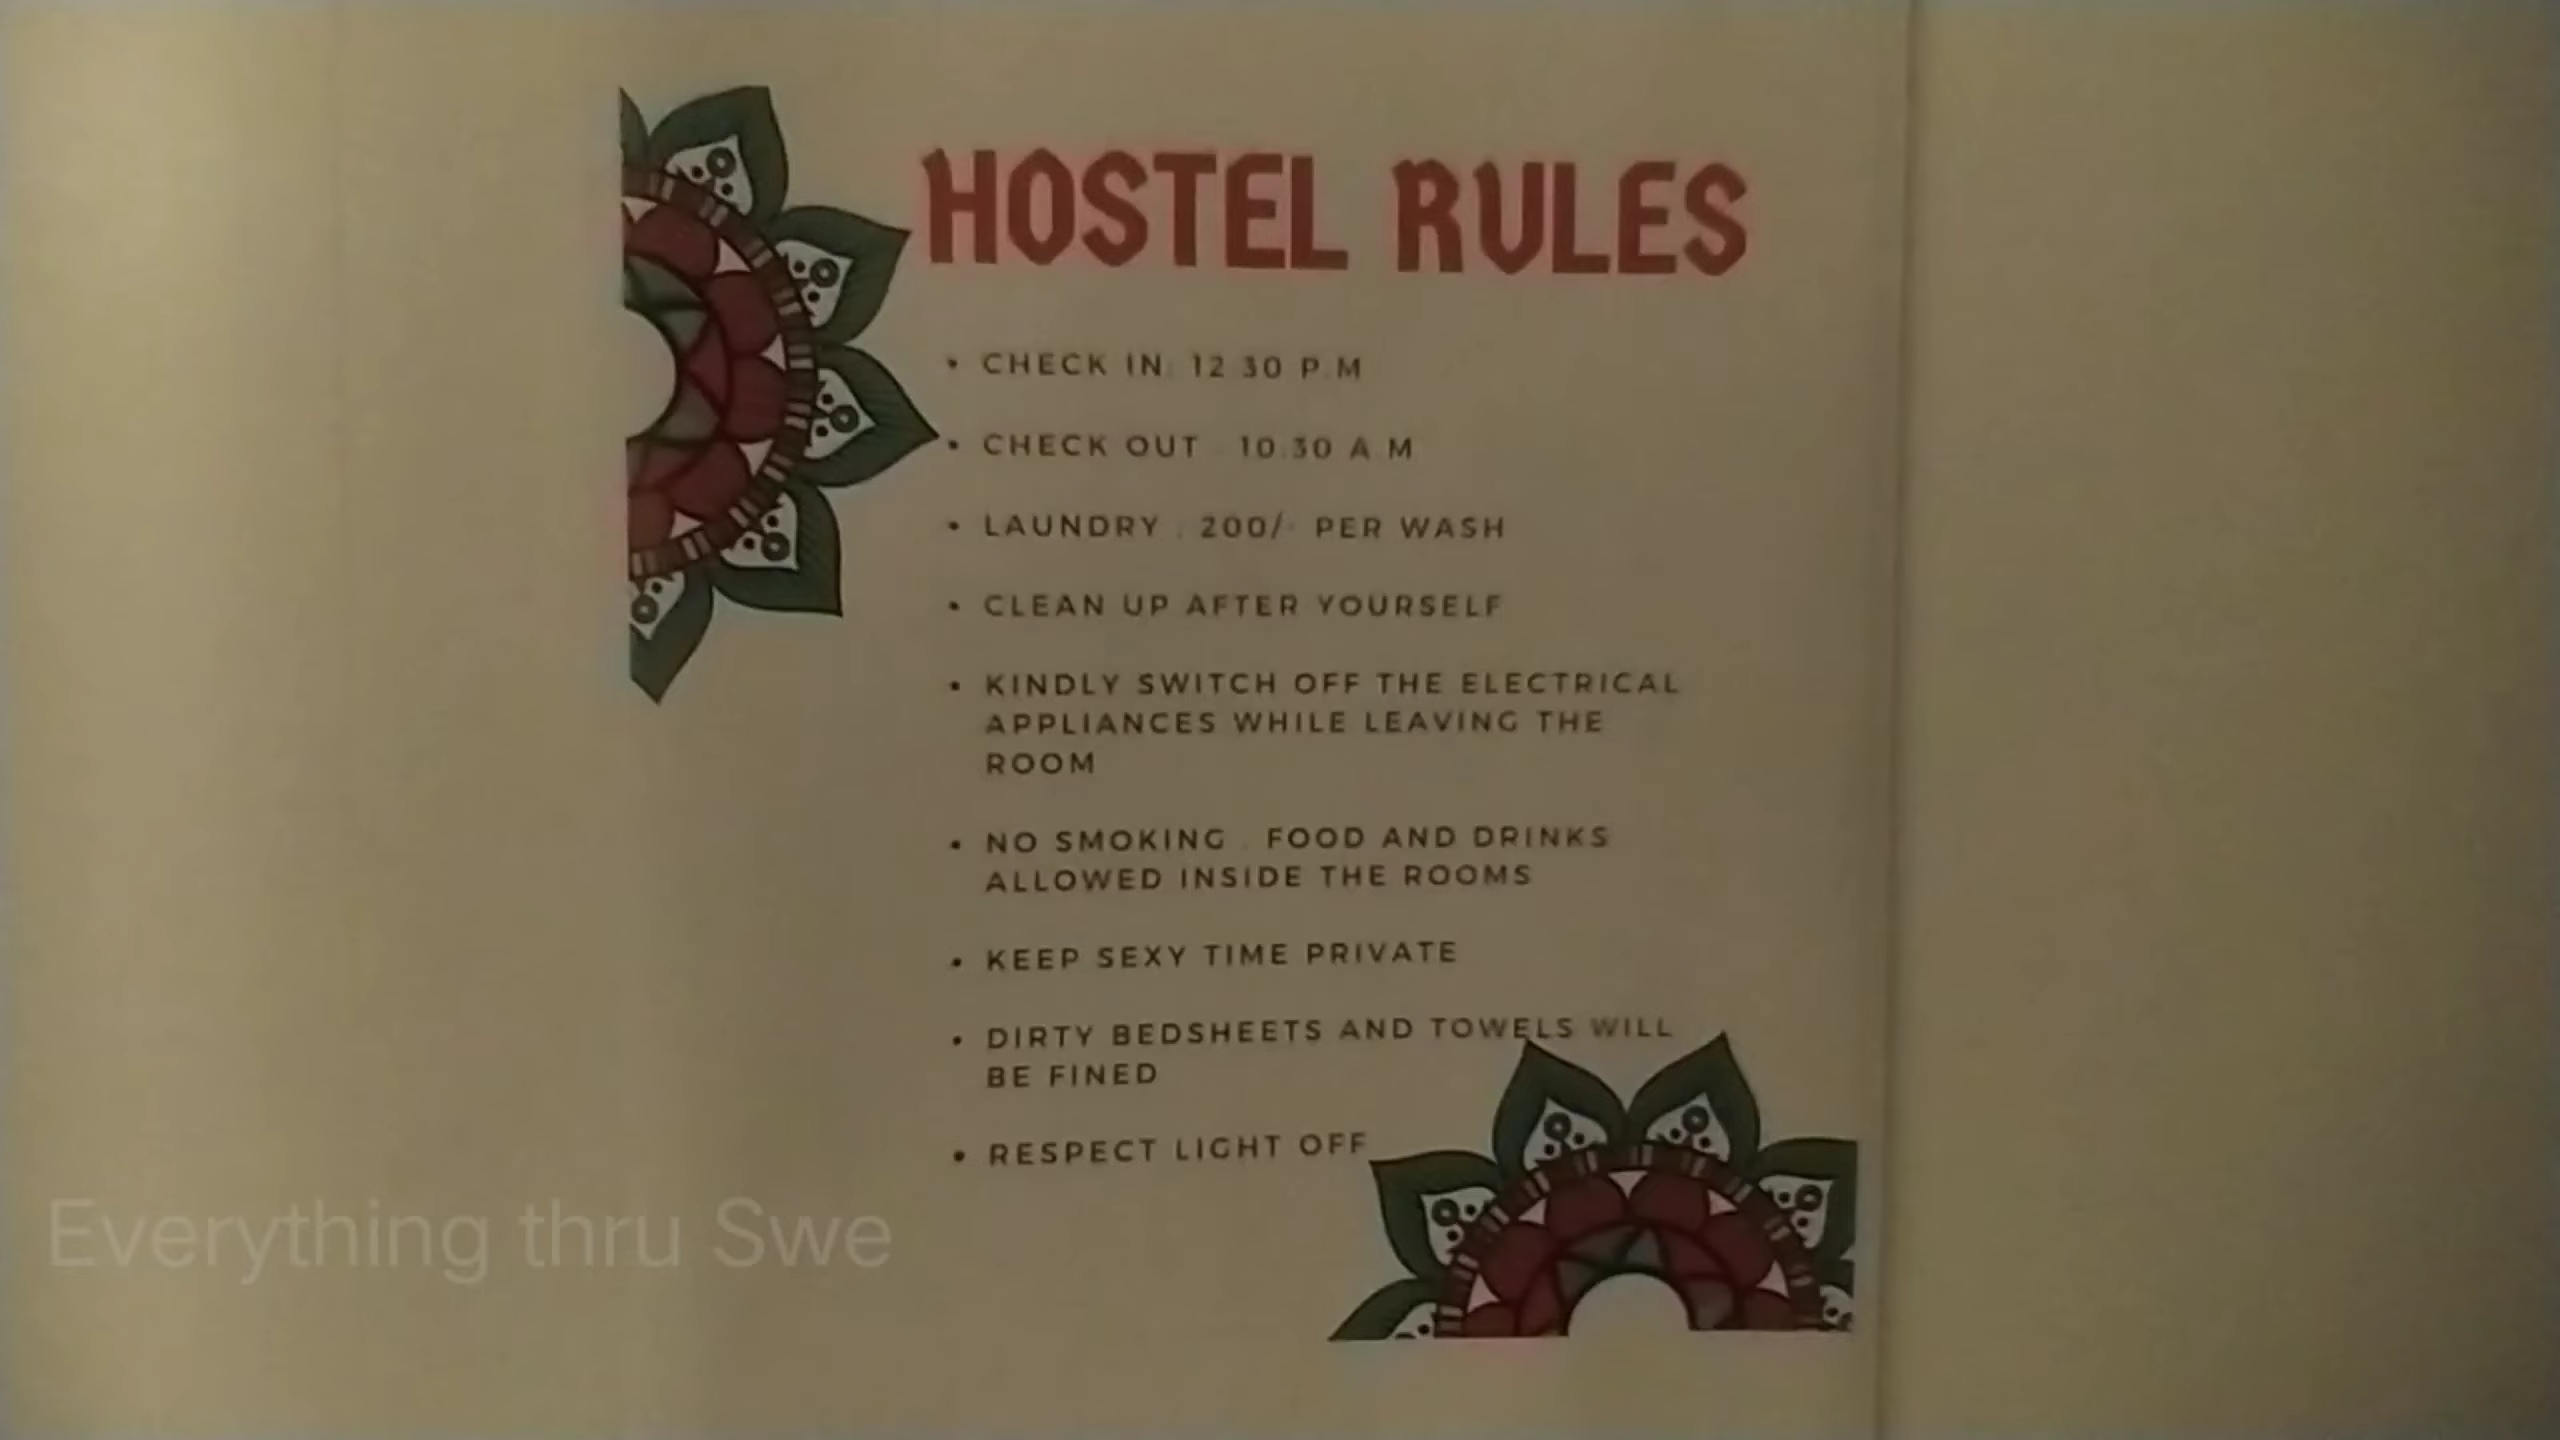 HOSTEL RULES
• CHECK IN: 12 30 P.M
• CHECK OUT : 10:30 A.M
• LAUNDRY : 200/- PER WASH
• CLEAN UP AFTER YOURSELF
• KINDLY SWITCH OFF THE ELECTRICAL
APPLIANCES WHILE LEAVING THE
ROOM
• NO SMOKING , FOOD AND DRINKS
ALLOWED INSIDE THE ROOMS
• KEEP SEXY TIME PRIVATE
• DIRTY BEDSHEETS AND TOWELS WILL
BE FINED
• RESPECT LIGHT OFF
Everything thru Swe